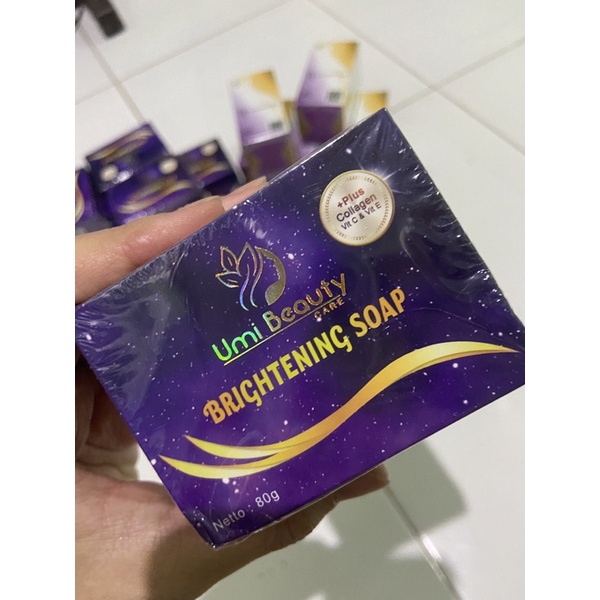 +Plus
Collagen
Vit C & Vit E
Umi Beauty
CARE
BRIGHTENING SOAP
Netto : 80g